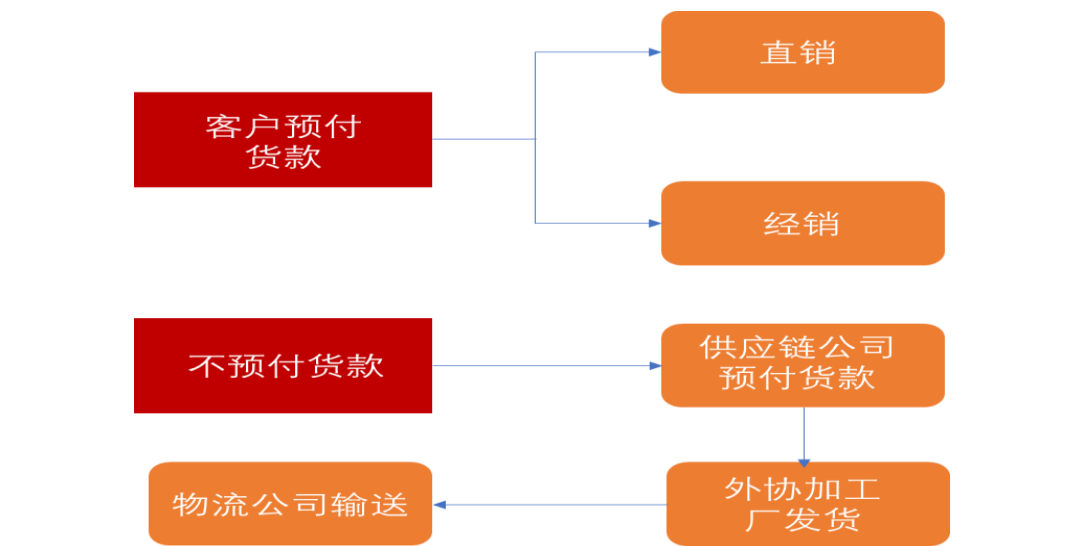 直销
客户预付
货款
经销
不预付货款
供应链公司
预付货款
物流公司输送
外协加工
厂发货